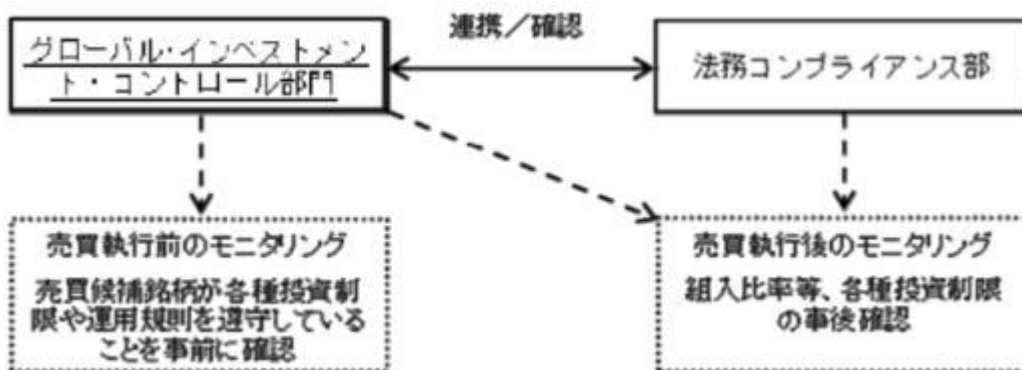 連携／確認
グローバル・インベストメン
ト・コントロール部門
法務コンプライアンス部
売買執行前のモニタリング
売買候補銘柄が各種投資制
限や運用規則を遵守している
ことを事前に確認
売買執行後のモニタリング
組入比率等、各種投資制限
の事後確認